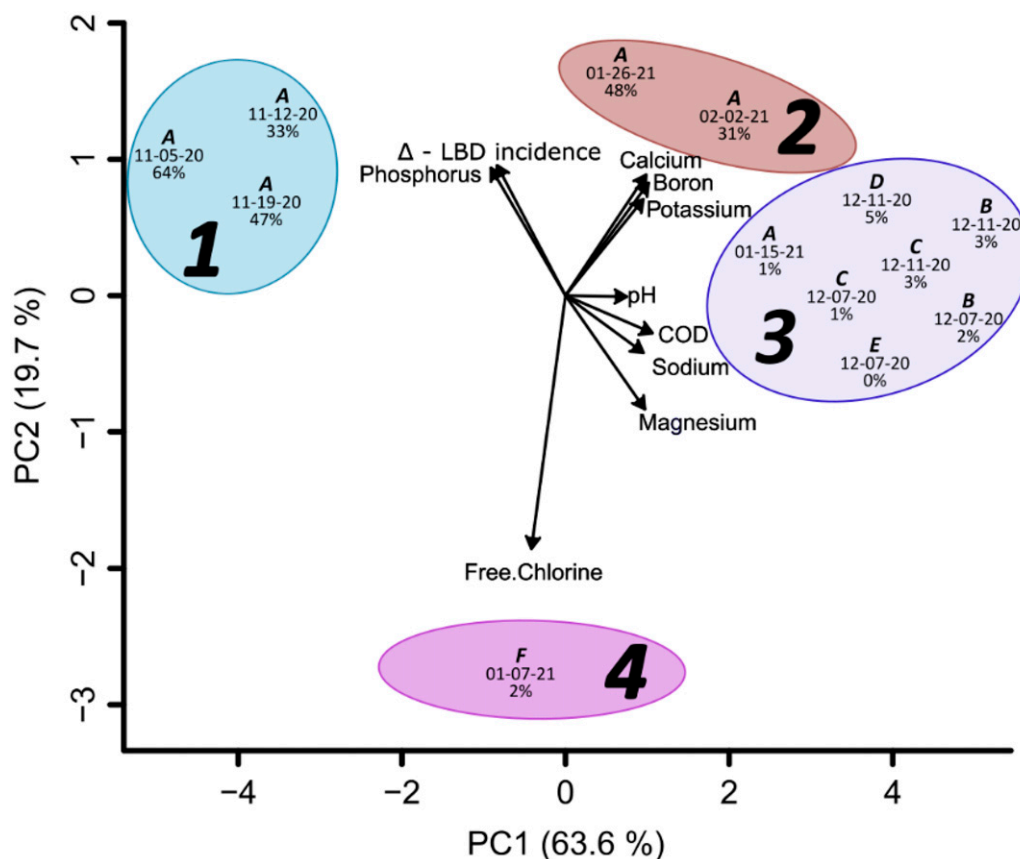 2
1
0
−1
−2
−3
PC2 (19.7 %)
−4
−2
0
2
4
PC1 (63.6 %)
A
11-12-20
33%
A
11-05-20
64%
A
11-19-20
47%
1
A
01-26-21
48%
A
02-02-21
31%
2
Δ - LBD incidence
Phosphorus
Calcium
Boron
Potassium
pH
COD
Sodium
Magnesium
Free.Chlorine
D
12-11-20
5%
B
12-11-20
3%
A
01-15-21
1%
C
12-11-20
3%
C
12-07-20
1%
B
12-07-20
2%
E
12-07-20
0%
3
F
01-07-21
2%
4